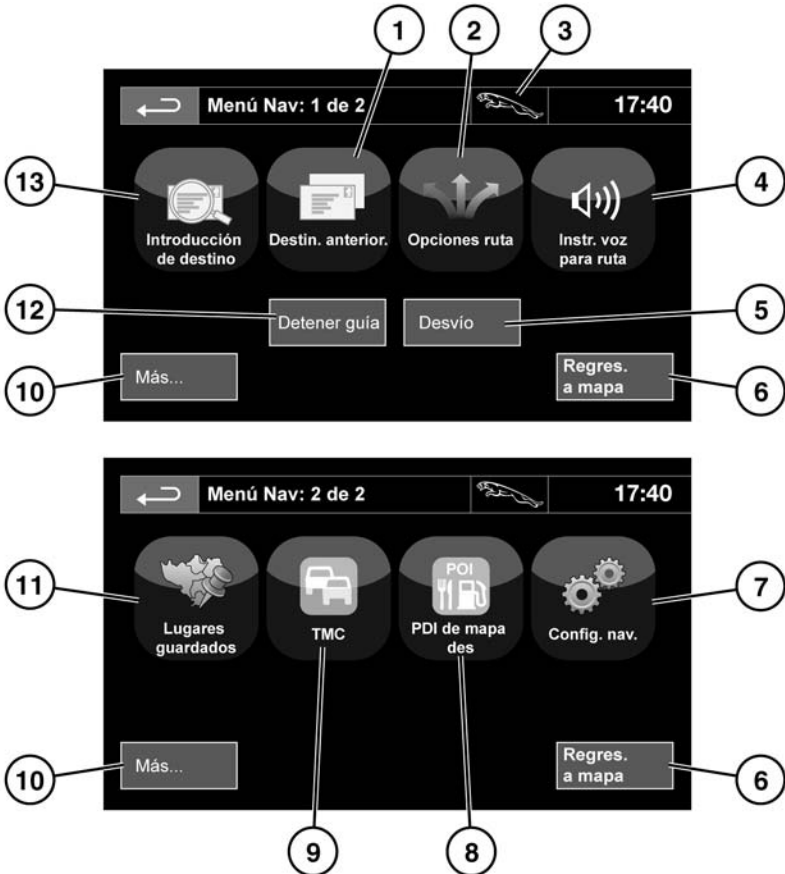 1 2 3
Menú Nav: 1 de 2 17:40
13 4
Introducción
de destino
Destin. anterior.
Opciones ruta
Instr. voz
para ruta
12 Detener guía Desvío 5
10 Más...
Regres.
a mapa
6
Menú Nav: 2 de 2 17:40
11 7
POI
Lugares
guardados
TMC
PDI de mapa
des
Config. nav.
10 Más...
Regres.
a mapa
6
9 8